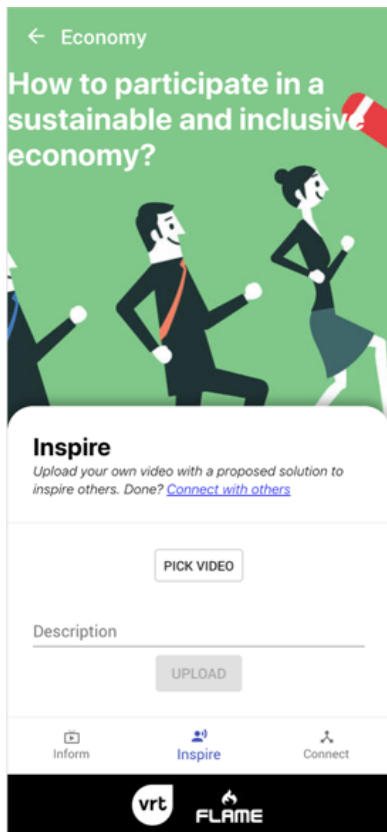 Economy
How to participate in a
sustainable and inclusive
economy?
Inspire
Upload your own video with a proposed solution to
inspire others. Done? Connect with others
PICK VIDEO
Description
UPLOAD
Inform
Inspire
Connect
vrt
FLAME